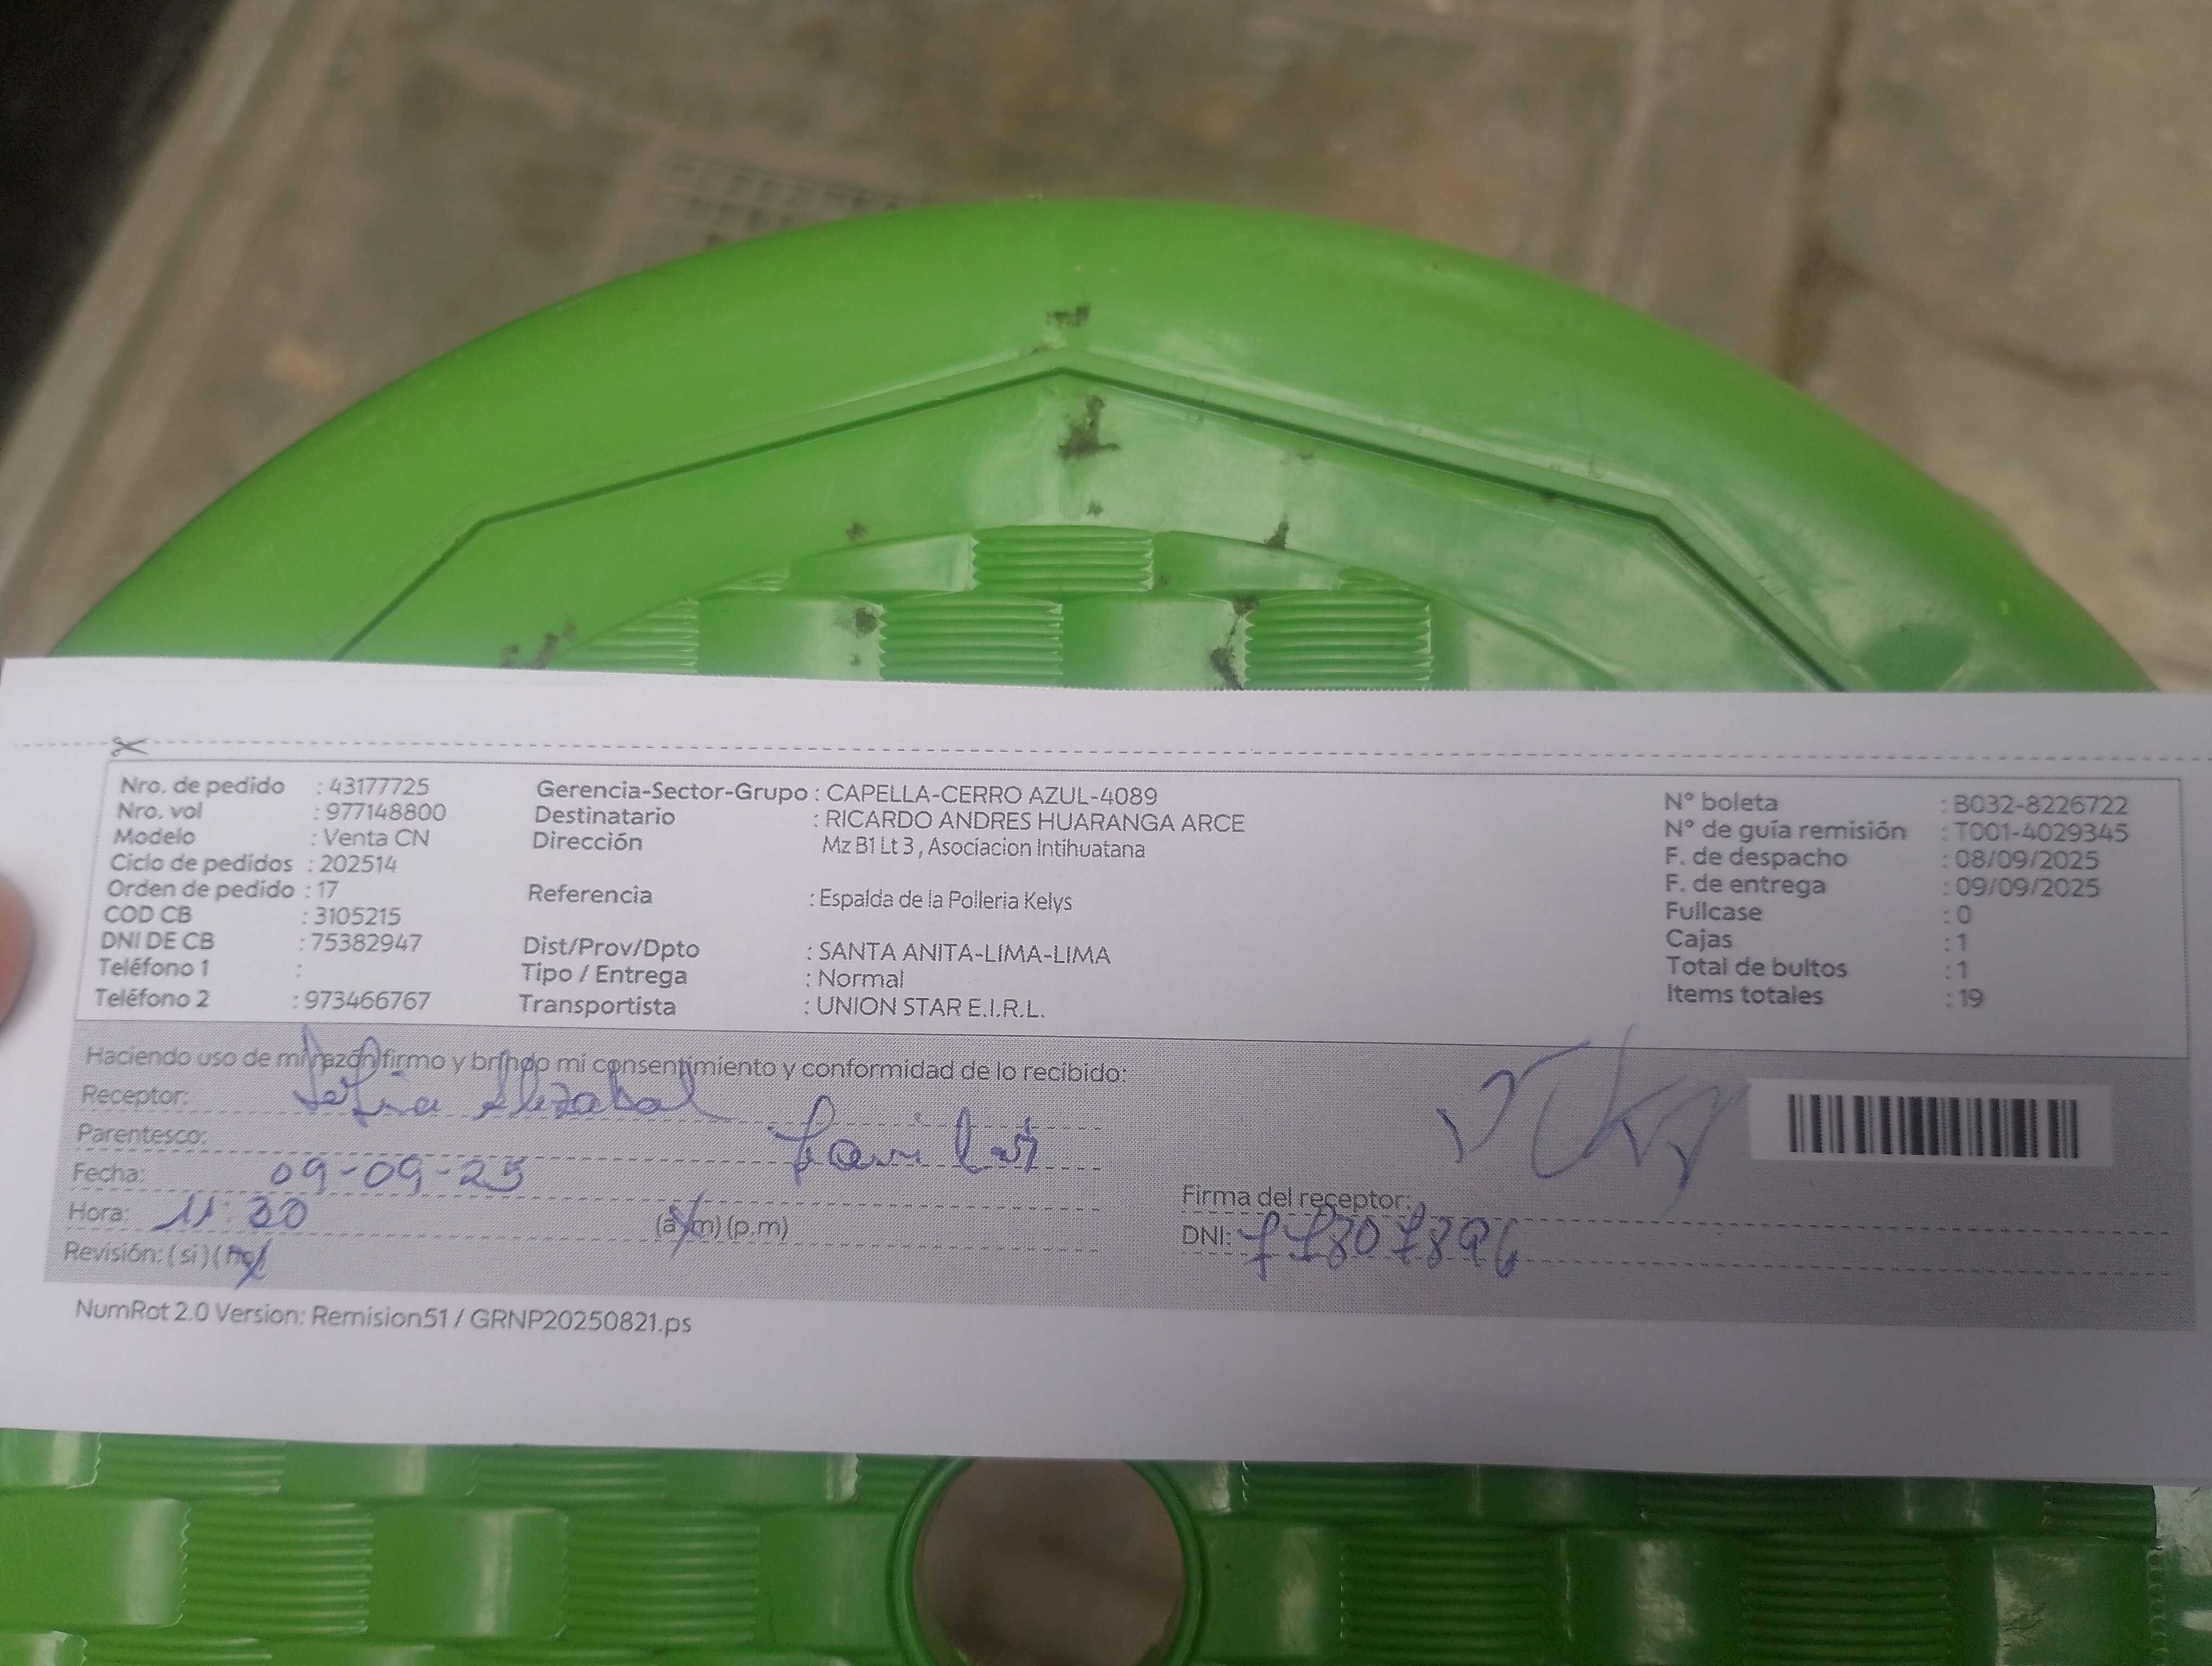 Nro. de pedido : 43177725
Nro. vol : 977148800
Modelo : Venta CN
Ciclo de pedidos : 202514
Orden de pedido : 17
COD CB : 3105215
DNI DE CB : 75382947
Teléfono 1 :
Teléfono 2 : 973466767
Gerencia-Sector-Grupo : CAPELLA-CERRO AZUL-4089
Destinatario : RICARDO ANDRES HUARANGA ARCE
Dirección Mz B1 Lt 3 , Asociacion Intihuatana
Referencia : Espalda de la Polleria Kelys
Dist/Prov/Dpto : SANTA ANITA-LIMA-LIMA
Tipo / Entrega : Normal
Transportista : UNION STAR E.I.R.L.
N° boleta : B032-8226722
N° de guía remisión : T001-4029345
F. de despacho : 08/09/2025
F. de entrega : 09/09/2025
Fullcase : 0
Cajas : 1
Total de bultos : 1
Items totales : 19
Haciendo uso de mi razón firmo y brindo mi consentimiento y conformidad de lo recibido:
Receptor:
Parentesco:
Fecha: 09-09-25
Hora: 11:30 (a.m) (p.m)
Revisión: ( si ) ( no )
Firma del receptor:
DNI:
NumRot 2.0 Version: Remision51 / GRNP20250821.ps